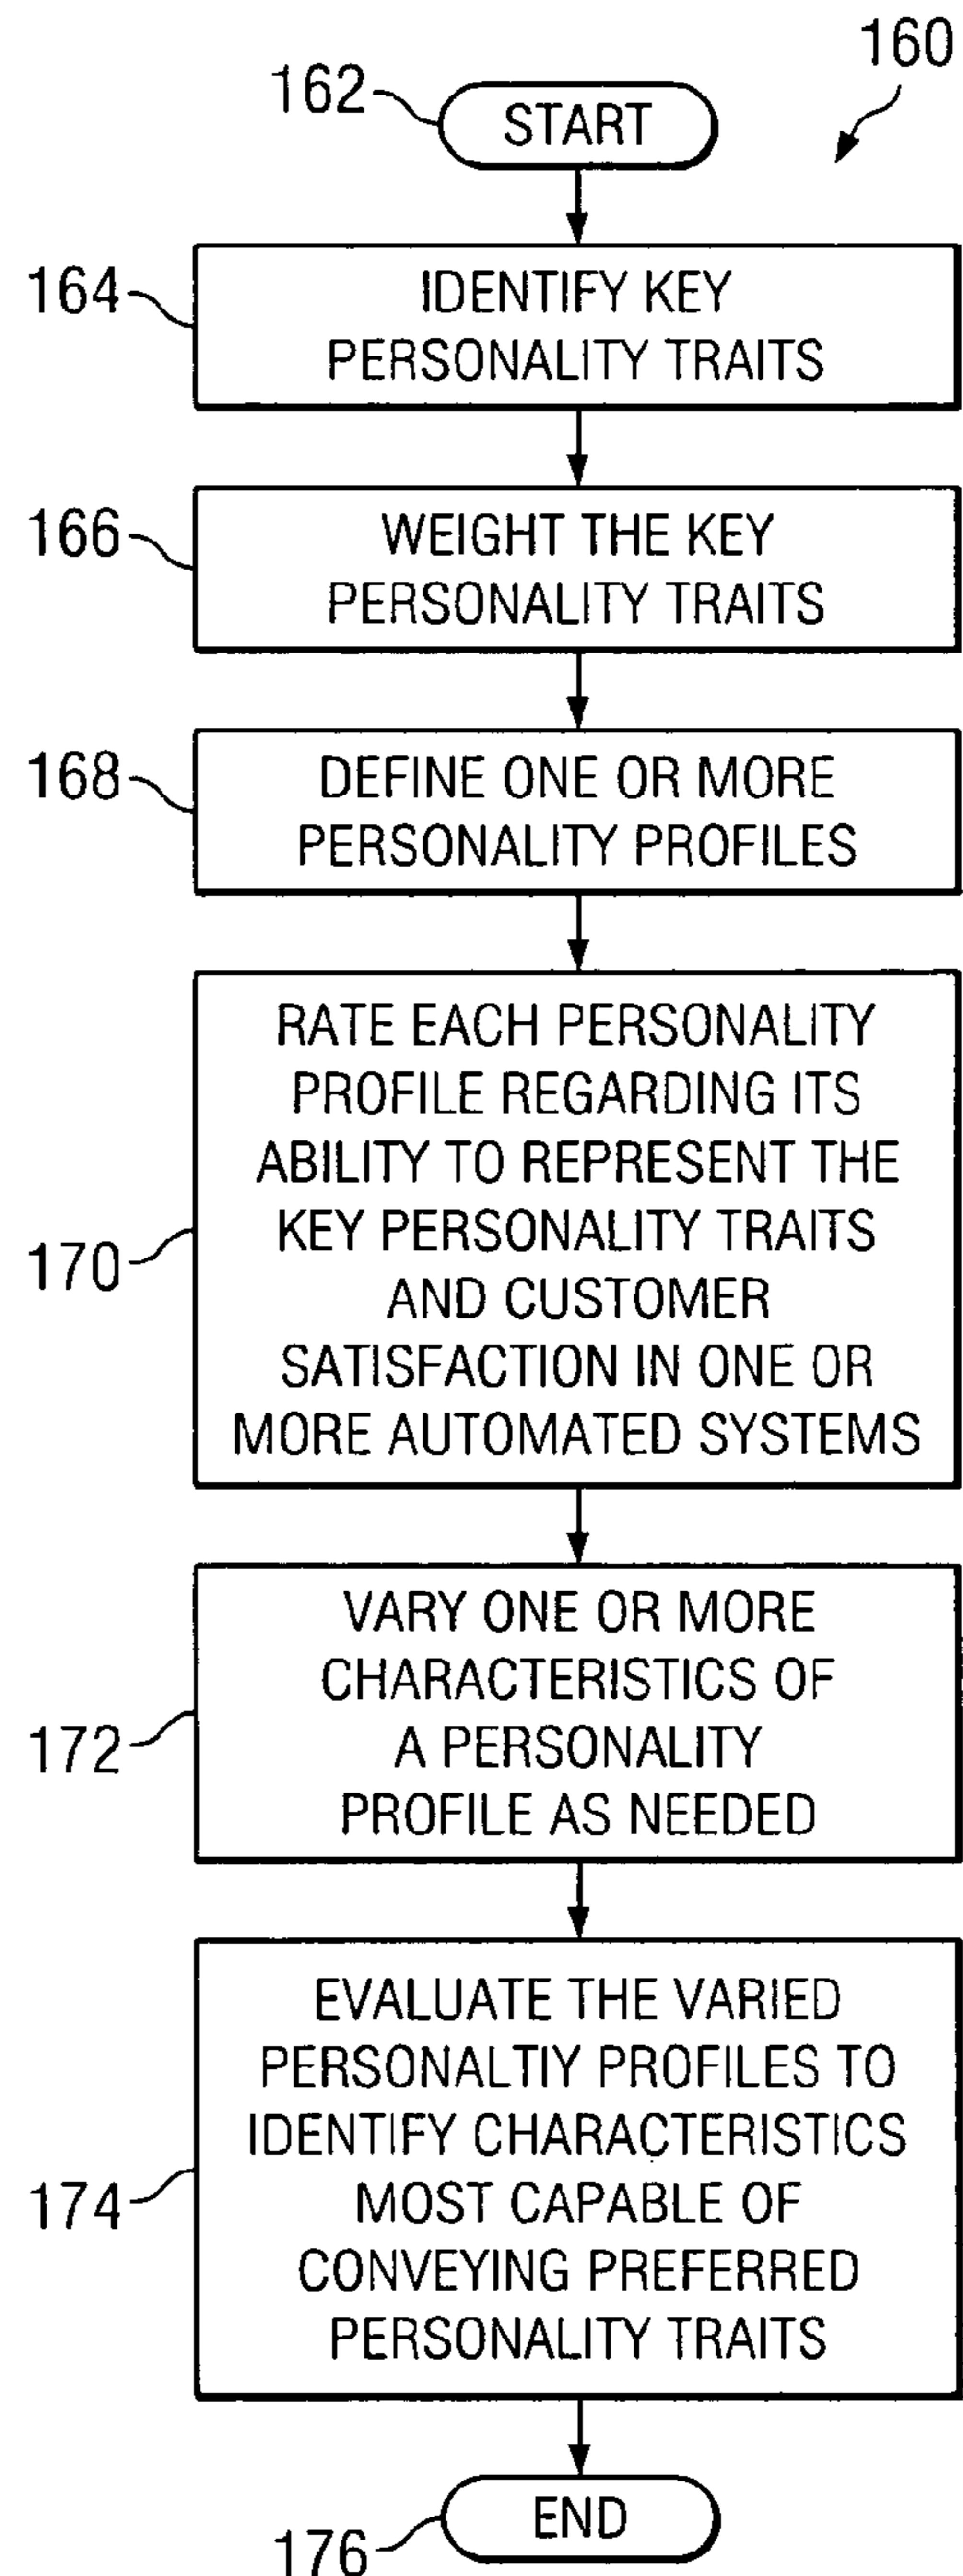 160
162
START
164
IDENTIFY KEY
PERSONALITY TRAITS
166
WEIGHT THE KEY
PERSONALITY TRAITS
168
DEFINE ONE OR MORE
PERSONALITY PROFILES
170
RATE EACH PERSONALITY
PROFILE REGARDING ITS
ABILITY TO REPRESENT THE
KEY PERSONALITY TRAITS
AND CUSTOMER
SATISFACTION IN ONE OR
MORE AUTOMATED SYSTEMS
172
VARY ONE OR MORE
CHARACTERISTICS OF
A PERSONALITY
PROFILE AS NEEDED
174
EVALUATE THE VARIED
PERSONALTIY PROFILES TO
IDENTIFY CHARACTERISTICS
MOST CAPABLE OF
CONVEYING PREFERRED
PERSONALITY TRAITS
176
END